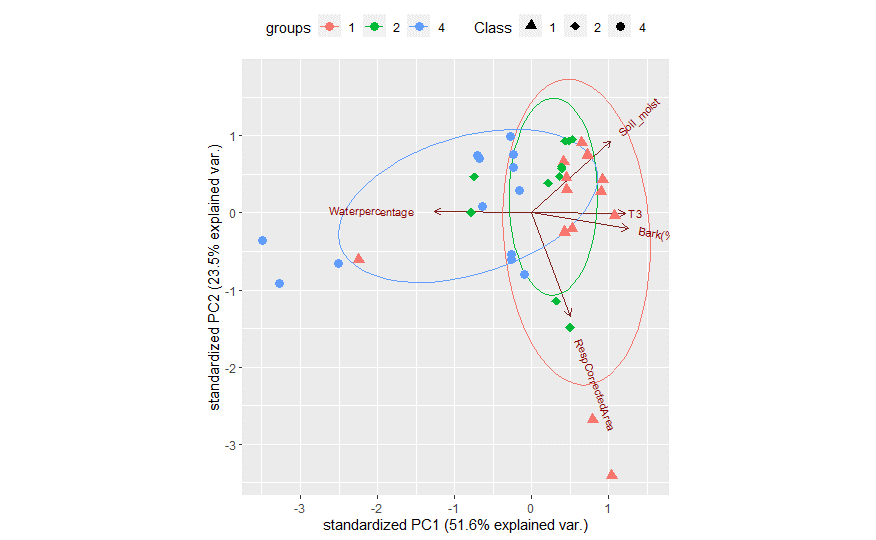 groups 1 2 4 Class 1 2 4
standardized PC2 (23.5% explained var.)
1
0
-1
-2
-3
Soil_moist
Waterpercentage
T3
Bark(%
RespCorrectedArea
-3 -2 -1 0 1
standardized PC1 (51.6% explained var.)